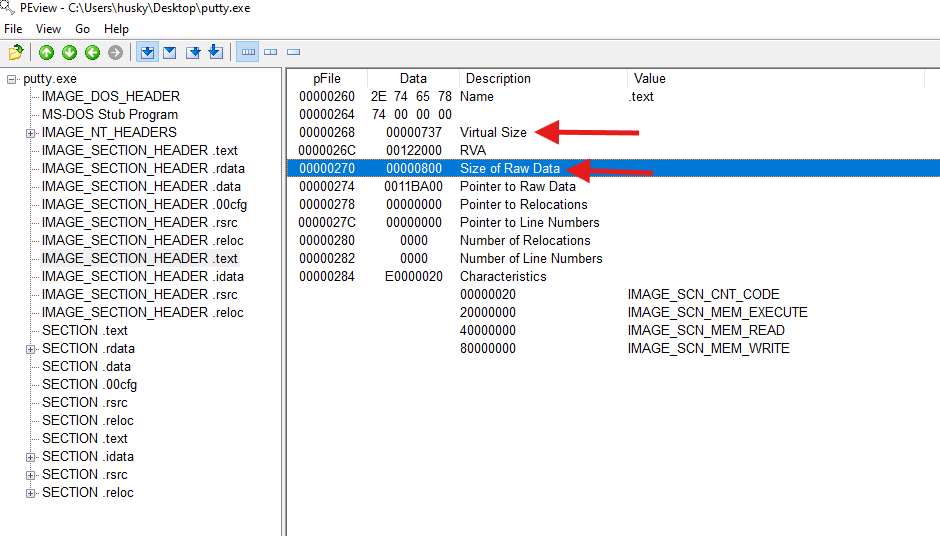 PEview - C:\Users\husky\Desktop\putty.exe
File View Go Help
putty.exe
IMAGE_DOS_HEADER
MS-DOS Stub Program
IMAGE_NT_HEADERS
IMAGE_SECTION_HEADER .text
IMAGE_SECTION_HEADER .rdata
IMAGE_SECTION_HEADER .data
IMAGE_SECTION_HEADER .00cfg
IMAGE_SECTION_HEADER .rsrc
IMAGE_SECTION_HEADER .reloc
IMAGE_SECTION_HEADER .text
IMAGE_SECTION_HEADER .idata
IMAGE_SECTION_HEADER .rsrc
IMAGE_SECTION_HEADER .reloc
SECTION .text
SECTION .rdata
SECTION .data
SECTION .00cfg
SECTION .rsrc
SECTION .reloc
SECTION .text
SECTION .idata
SECTION .rsrc
SECTION .reloc
pFile Data Description Value
00000260 2E 74 65 78 Name .text
00000264 74 00 00 00
00000268 00000737 Virtual Size
0000026C 00122000 RVA
00000270 00000800 Size of Raw Data
00000274 0011BA00 Pointer to Raw Data
00000278 00000000 Pointer to Relocations
0000027C 00000000 Pointer to Line Numbers
00000280 0000 Number of Relocations
00000282 0000 Number of Line Numbers
00000284 E0000020 Characteristics
00000020 IMAGE_SCN_CNT_CODE
20000000 IMAGE_SCN_MEM_EXECUTE
40000000 IMAGE_SCN_MEM_READ
80000000 IMAGE_SCN_MEM_WRITE